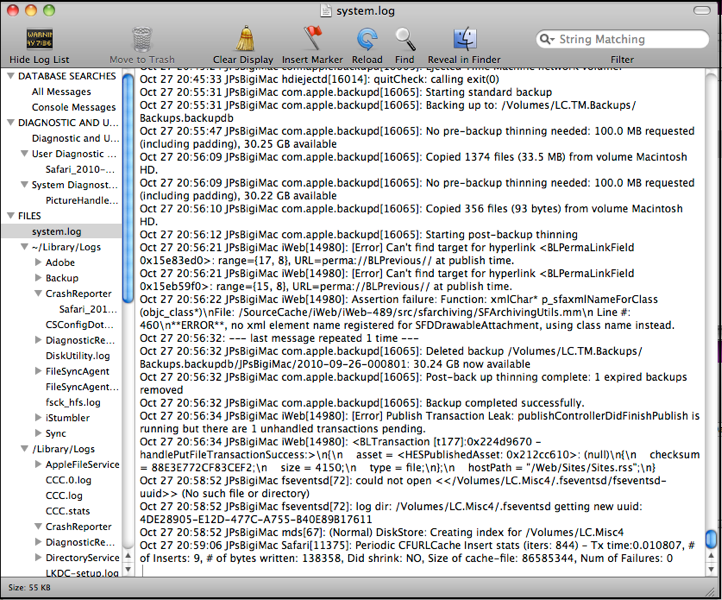 system.log
WARNIN
AY 7:36
Hide Log List
Move to Trash
Clear Display
Insert Marker
Reload
Find
Reveal in Finder
String Matching
Filter
DATABASE SEARCHES
All Messages
Console Messages
DIAGNOSTIC AND U...
Diagnostic and U...
User Diagnostic ...
Safari_2010-...
System Diagnost...
PictureHandle...
FILES
system.log
~/Library/Logs
Adobe
Backup
CrashReporter
Safari_201...
CSConfigDot...
DiagnosticRe...
DiskUtility.log
FileSyncAgent
FileSyncAgen...
fsck_hfs.log
iStumbler
Sync
/Library/Logs
AppleFileService
CCC.0.log
CCC.log
CCC.stats
CrashReporter
DiagnosticRe...
DirectoryService
LKDC-setup.log
Oct 27 20:45:33 JPsBigiMac hdiejectd[16014]: quitCheck: calling exit(0)
Oct 27 20:55:31 JPsBigiMac com.apple.backupd[16065]: Starting standard backup
Oct 27 20:55:31 JPsBigiMac com.apple.backupd[16065]: Backing up to: /Volumes/LC.TM.Backups/
Backups.backupdb
Oct 27 20:55:47 JPsBigiMac com.apple.backupd[16065]: No pre-backup thinning needed: 100.0 MB requested
(including padding), 30.25 GB available
Oct 27 20:56:09 JPsBigiMac com.apple.backupd[16065]: Copied 1374 files (33.5 MB) from volume Macintosh
HD.
Oct 27 20:56:09 JPsBigiMac com.apple.backupd[16065]: No pre-backup thinning needed: 100.0 MB requested
(including padding), 30.22 GB available
Oct 27 20:56:10 JPsBigiMac com.apple.backupd[16065]: Copied 356 files (93 bytes) from volume Macintosh
HD.
Oct 27 20:56:12 JPsBigiMac com.apple.backupd[16065]: Starting post-backup thinning
Oct 27 20:56:21 JPsBigiMac iWeb[14980]: [Error] Can't find target for hyperlink <BLPermaLinkField
0x15e83ed0>: range={17, 8}, URL=perma://BLPrevious// at publish time.
Oct 27 20:56:21 JPsBigiMac iWeb[14980]: [Error] Can't find target for hyperlink <BLPermaLinkField
0x15eb59f0>: range={15, 8}, URL=perma://BLPrevious// at publish time.
Oct 27 20:56:22 JPsBigiMac iWeb[14980]: Assertion failure: Function: xmlChar* p_sfaxmlNameForClass
(objc_class*)\nFile: /SourceCache/iWeb/iWeb-489/src/sfarchiving/SFArchivingUtils.mm\n Line #:
460\n**ERROR**, no xml element name registered for SFDDrawableAttachment, using class name instead.
Oct 27 20:56:32: --- last message repeated 1 time ---
Oct 27 20:56:32 JPsBigiMac com.apple.backupd[16065]: Deleted backup /Volumes/LC.TM.Backups/
Backups.backupdb/JPsBigiMac/2010-09-26-000801: 30.24 GB now available
Oct 27 20:56:32 JPsBigiMac com.apple.backupd[16065]: Post-back up thinning complete: 1 expired backups
removed
Oct 27 20:56:32 JPsBigiMac com.apple.backupd[16065]: Backup completed successfully.
Oct 27 20:56:34 JPsBigiMac iWeb[14980]: [Error] Publish Transaction Leak: publishControllerDidFinishPublish is
running but there are 1 unhandled transactions pending.
Oct 27 20:56:34 JPsBigiMac iWeb[14980]: <BLTransaction [t177]:0x224d9670 -
handlePutFileTransactionSuccess:>\n{\n    asset = <HESPublishedAsset: 0x212cc610>: (null)\n{\n    checksum
= 88E3E772CF83CEF2;\n    size = 4150;\n    type = file;\n};\n    hostPath = "/Web/Sites/Sites.rss";\n}
Oct 27 20:58:52 JPsBigiMac fseventsd[72]: could not open <</Volumes/LC.Misc4/.fseventsd/fseventsd-
uuid>> (No such file or directory)
Oct 27 20:58:52 JPsBigiMac fseventsd[72]: log dir: /Volumes/LC.Misc4/.fseventsd getting new uuid:
4DE28905-E12D-477C-A755-B40E89B17611
Oct 27 20:58:52 JPsBigiMac mds[67]: (Normal) DiskStore: Creating index for /Volumes/LC.Misc4
Oct 27 20:59:06 JPsBigiMac Safari[11375]: Periodic CFURLCache Insert stats (iters: 844) - Tx time:0.010807, #
of Inserts: 9, # of bytes written: 138358, Did shrink: NO, Size of cache-file: 86585344, Num of Failures: 0
Size: 55 KB